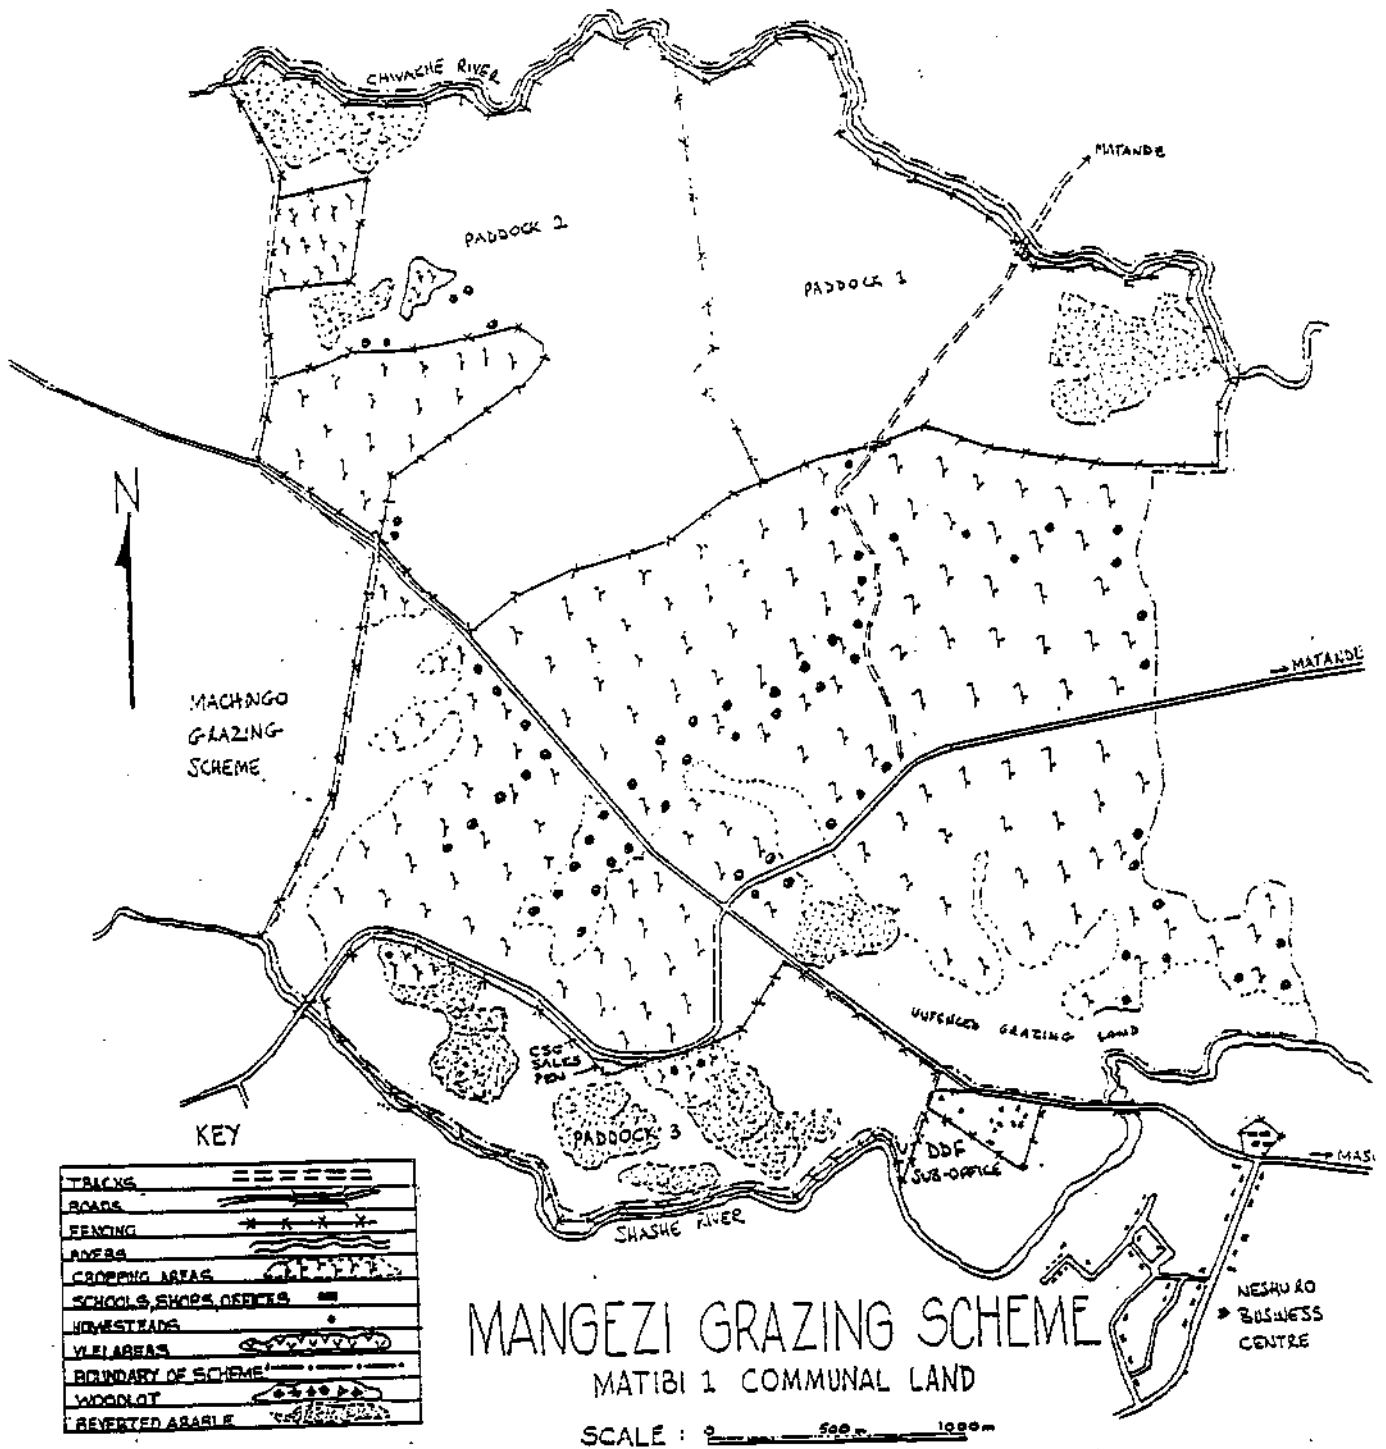 CHIVACHE RIVER
MATANDE
PADDOCK 2
PADDOCK 1
N
MATANDE
MACHINGO
GRAZING
SCHEME
UNFENCED GRAZING LAND
CSC
SALES
PEN
PADDOCK 3
DDF
SUB-OFFICE
SHASHE RIVER
NESHURO
BUSINESS
CENTRE
KEY
TRACKS
ROADS
FENCING
RIVERS
CROPPING AREAS
SCHOOLS, SHOPS, OFFICES
HOMESTEADS
VLEI AREAS
BOUNDARY OF SCHEME
WOODLOT
REVERTED ARABLE
MANGEZI GRAZING SCHEME
MATIBI 1 COMMUNAL LAND
SCALE : 0 500m 1000m